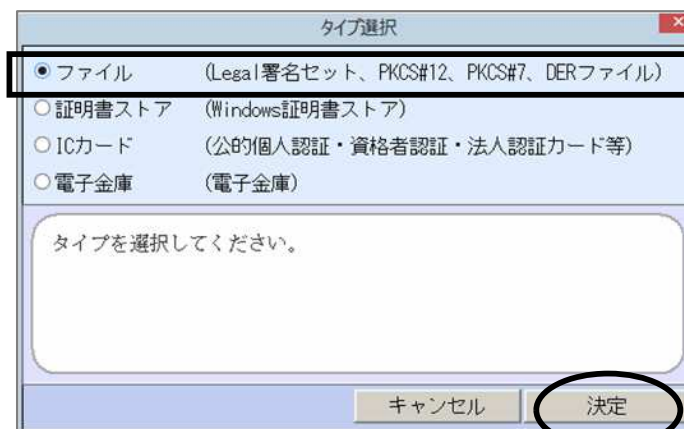 タイプ選択
ファイル (Legal署名セット、PKCS#12、PKCS#7、DERファイル)
証明書ストア (Windows証明書ストア)
ICカード (公的個人認証・資格者認証・法人認証カード等)
電子金庫 (電子金庫)
タイプを選択してください。
キャンセル 決定